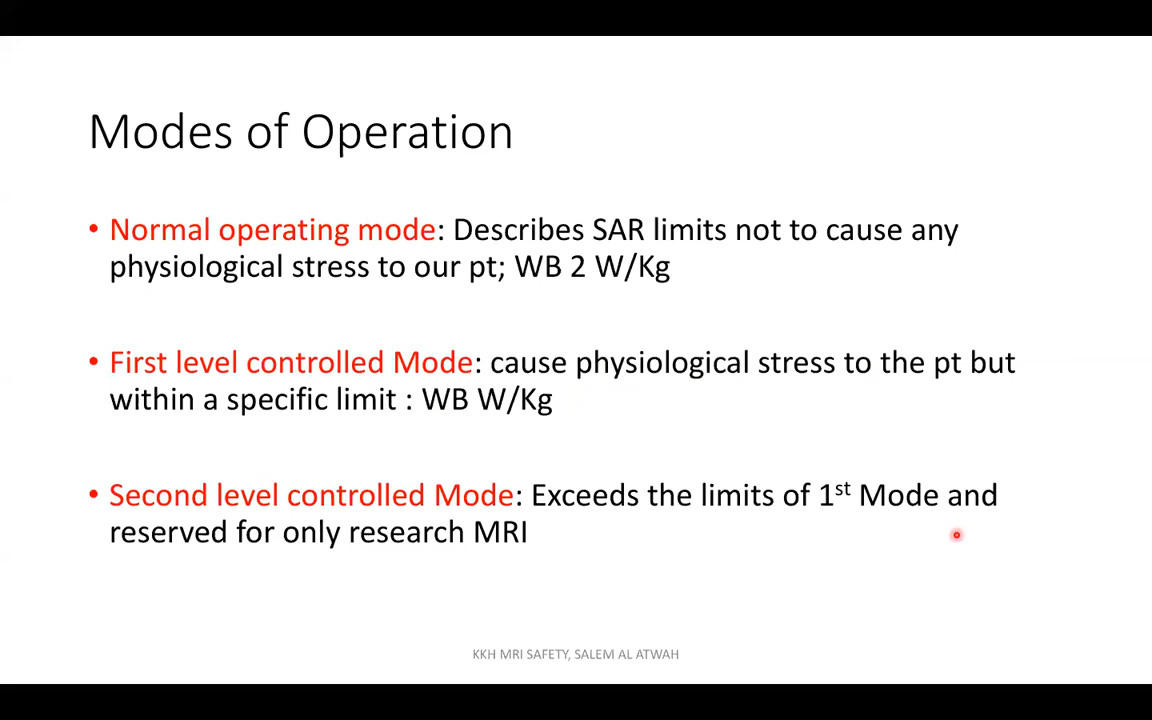 Modes of Operation
• Normal operating mode: Describes SAR limits not to cause any
physiological stress to our pt; WB 2 W/Kg
• First level controlled Mode: cause physiological stress to the pt but
within a specific limit : WB W/Kg
• Second level controlled Mode: Exceeds the limits of 1st Mode and
reserved for only research MRI
KKH MRI SAFETY, SALEM AL ATWAH